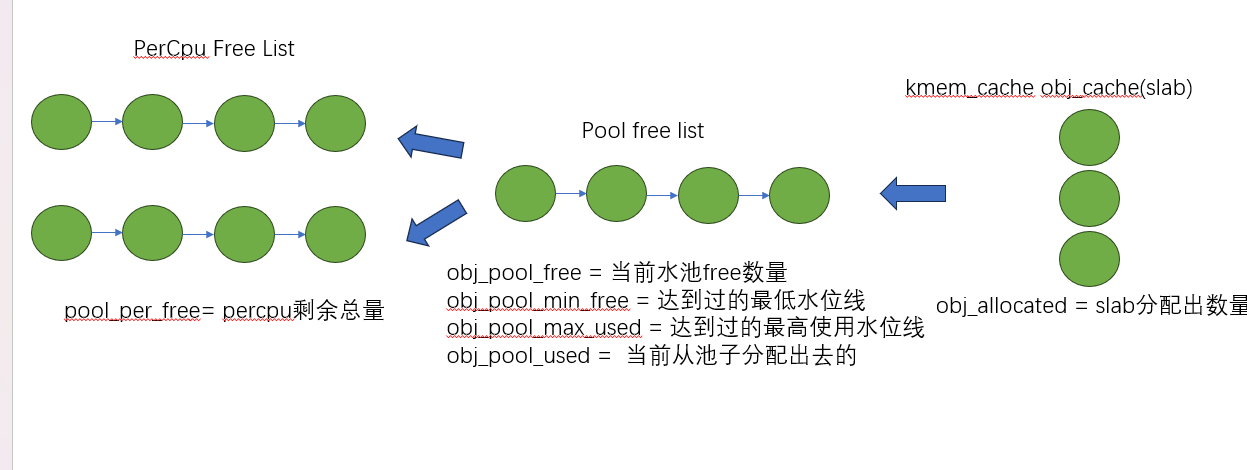 PerCpu Free List
kmem_cache obj_cache(slab)
Pool free list
obj_pool_free = 当前水池free数量
obj_pool_min_free = 达到过的最低水位线
obj_pool_max_used = 达到过的最高使用水位线
obj_pool_used = 当前从池子分配出去的
pool_per_free= percpu剩余总量
obj_allocated = slab分配出数量